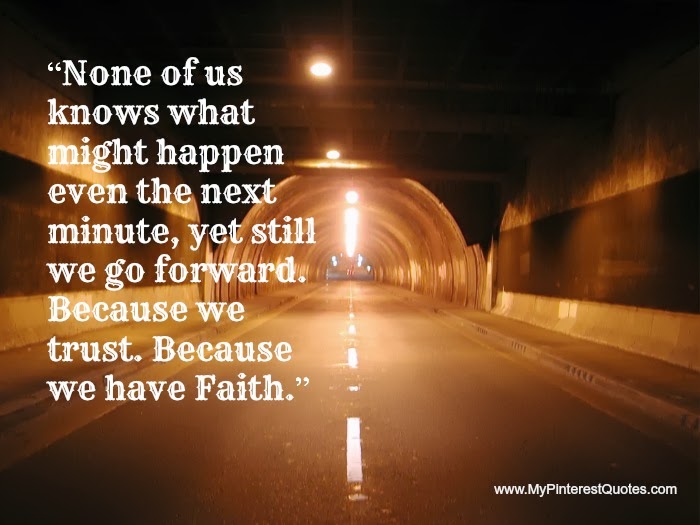 “None of us
knows what
might happen
even the next
minute, yet still
we go forward.
Because we
trust. Because
we have Faith.”
www.MyPinterestQuotes.com